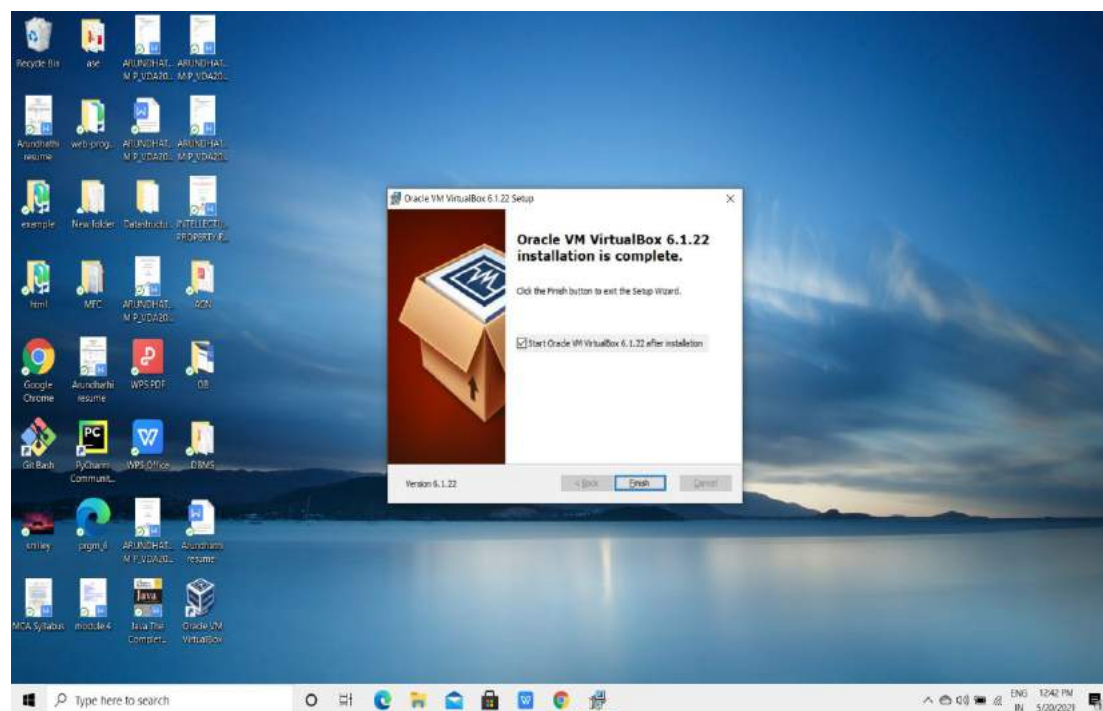 Recycle Bin
ase
ARUNDHAT...
M P_VDA20...
ARUNDHAT...
M P_VDA20...
Arundhathi
resume
web-prog...
ARUNDHAT...
M P_VDA20...
ARUNDHAT...
M P_VDA20...
example
New folder
Datastructu...
INTELLECTU...
PROPERTY R...
html
MFC
ARUNDHAT...
M P_VDA20...
Google
Chrome
Arundhathi
resume
WPS PDF
Git Bash
PyCharm
Communit...
WPS Office
DBMS
smiley
ARUNDHAT...
M P_VDA20...
Arundhathi
resume
MCA Syllabus
module4
Java The
Complet...
Oracle VM
VirtualBox
Java
PC
Oracle VM VirtualBox 6.1.22 Setup
Oracle VM VirtualBox 6.1.22
installation is complete.
Click the Finish button to exit the Setup Wizard.
Start Oracle VM VirtualBox 6.1.22 after installation
Version 6.1.22
< Back
Finish
Cancel
Type here to search
ENG
IN
12:42 PM
5/20/2021